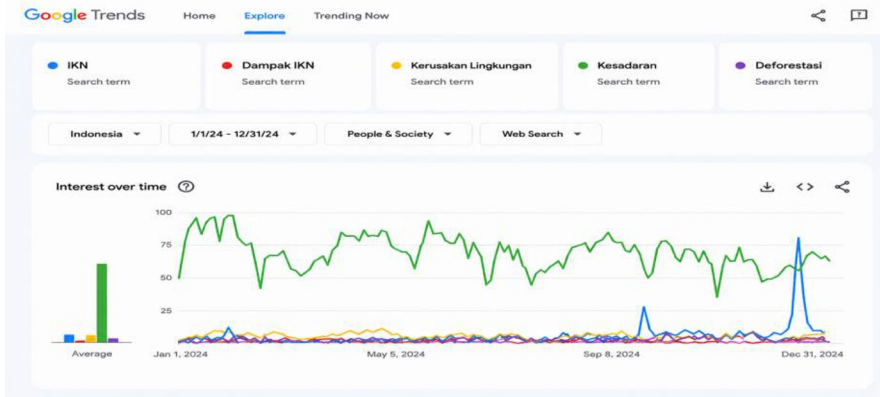 Google Trends Home Explore Trending Now
IKN
Search term
Dampak IKN
Search term
Kerusakan Lingkungan
Search term
Kesadaran
Search term
Deforestasi
Search term
Indonesia 1/1/24 - 12/31/24 People & Society Web Search
Interest over time
100
75
50
25
Average Jan 1, 2024 May 5, 2024 Sep 8, 2024 Dec 31, 2024